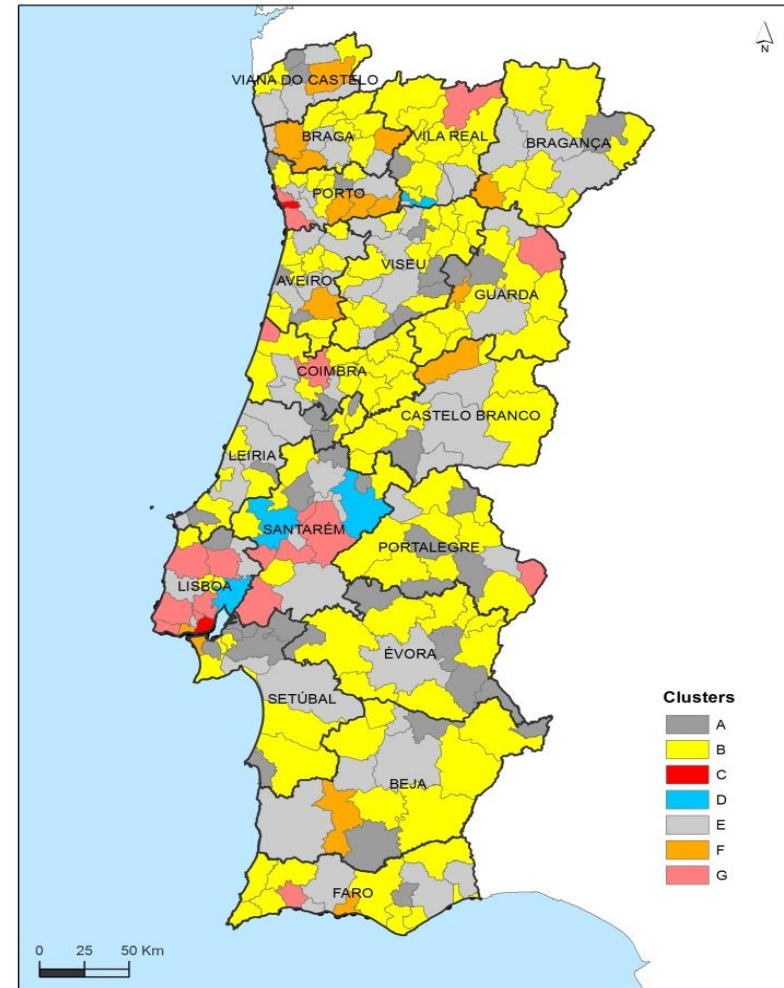 N
VIANA DO CASTELO
BRAGA
VILA REAL
BRAGANÇA
PORTO
VISEU
AVEIRO
GUARDA
COIMBRA
CASTELO BRANCO
LEIRIA
SANTARÉM
PORTALEGRE
LISBOA
ÉVORA
SETÚBAL
BEJA
FARO
Clusters
A
B
C
D
E
F
G
0 25 50 Km